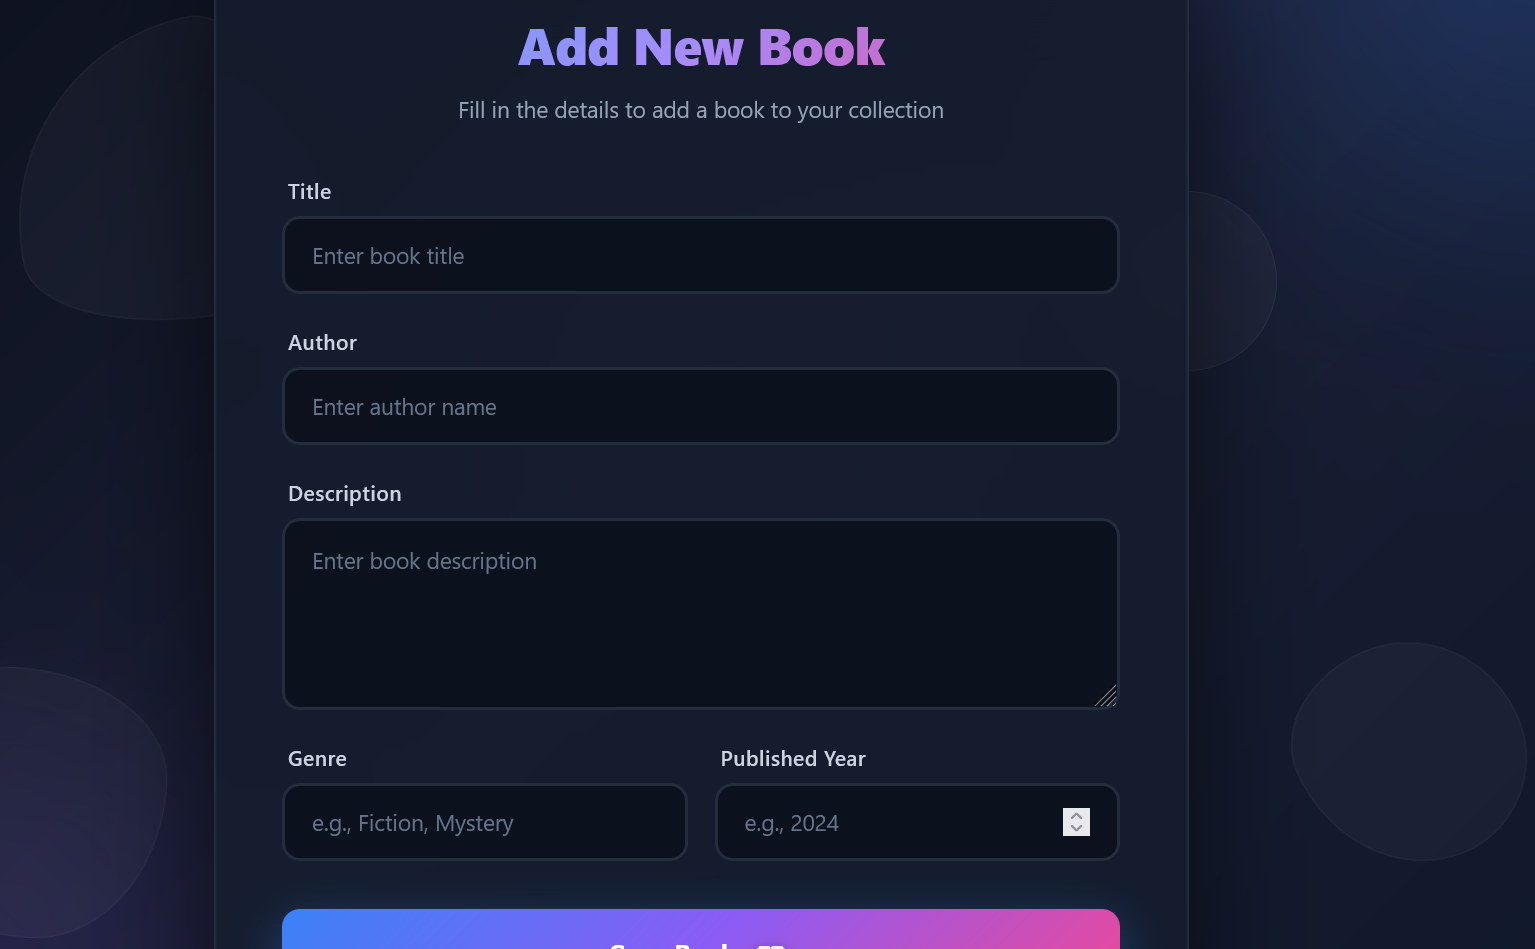 Add New Book
Fill in the details to add a book to your collection
Title
Enter book title
Author
Enter author name
Description
Enter book description
Genre
Published Year
e.g., Fiction, Mystery
e.g., 2024